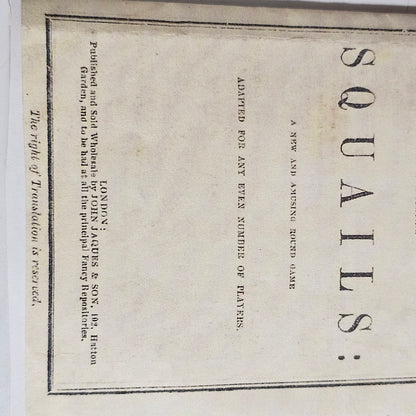 SQUAILS:
A NEW AND AMUSING ROUND GAME
ADAPTED FOR ANY EVEN NUMBER OF PLAYERS.
LONDON:
Published and Sold Wholesale by JOHN JAQUES & SON, 102, Hatton
Garden, and to be had at all the principal Fancy Repositories.
The right of Translation is reserved.